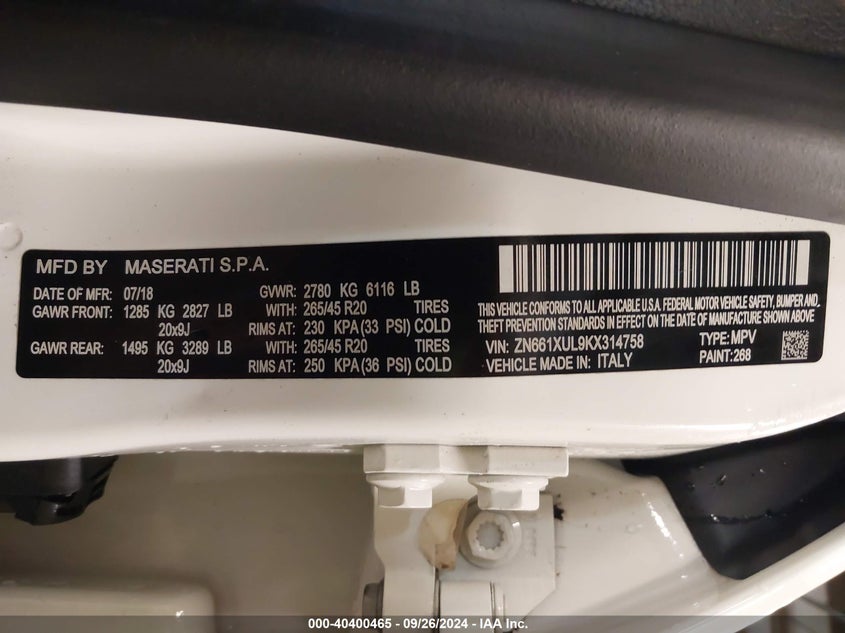 MFD BY MASERATI S.P.A.
DATE OF MFR: 07/18 GVWR: 2780 KG 6116 LB
GAWR FRONT: 1285 KG 2827 LB WITH: 265/45 R20 TIRES
20x9J RIMS AT: 230 KPA (33 PSI) COLD
GAWR REAR: 1495 KG 3289 LB WITH: 265/45 R20 TIRES
20x9J RIMS AT: 250 KPA (36 PSI) COLD
THIS VEHICLE CONFORMS TO ALL APPLICABLE U.S.A. FEDERAL MOTOR VEHICLE SAFETY, BUMPER AND,
THEFT PREVENTION STANDARDS IN EFFECT ON THE DATE OF MANUFACTURE SHOWN ABOVE.
VIN: ZN661XUL9KX314758 TYPE: MPV
VEHICLE MADE IN: ITALY PAINT: 268
000-40400465 - 09/26/2024 - IAA Inc.